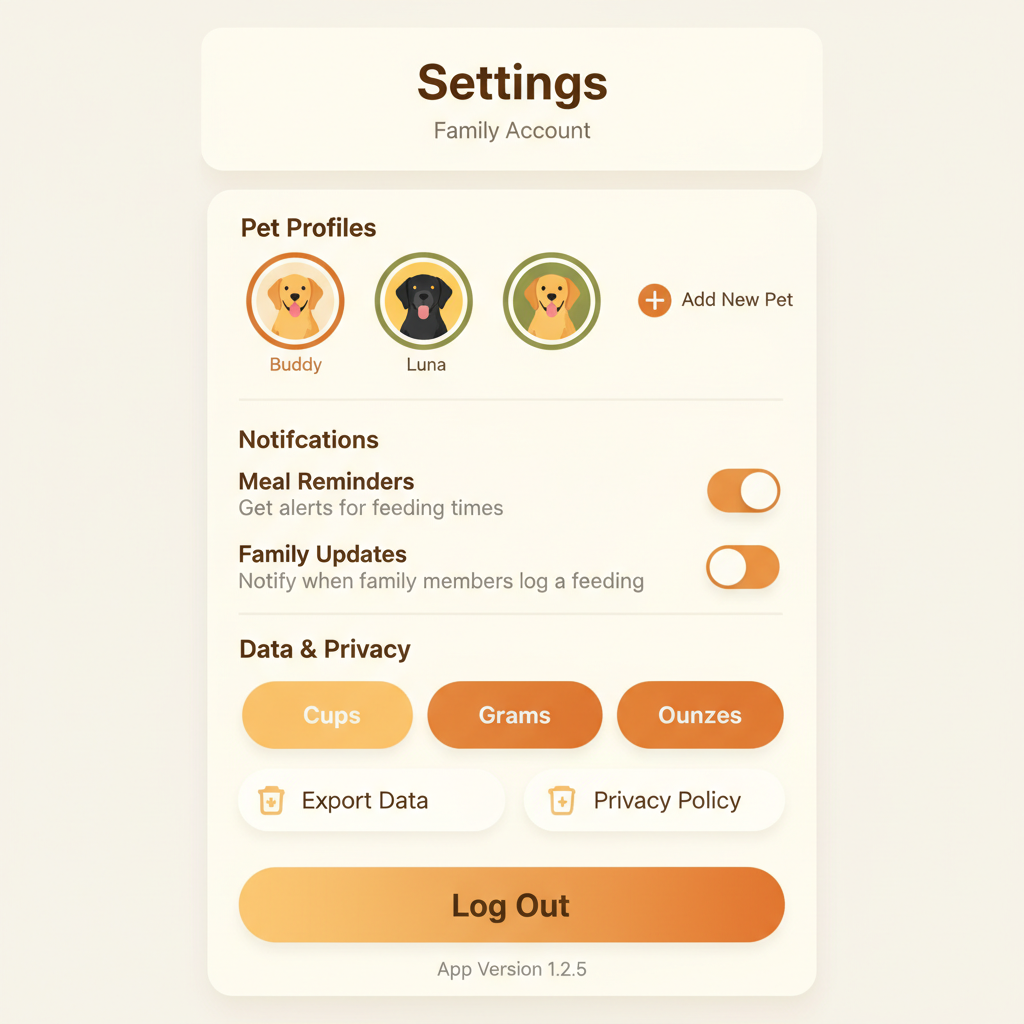 Settings
Family Account
Pet Profiles
Add New Pet
Buddy
Luna
Notifcations
Meal Reminders
Get alerts for feeding times
Family Updates
Notify when family members log a feeding
Data & Privacy
Cups
Grams
Ounzes
Export Data
Privacy Policy
Log Out
App Version 1.2.5